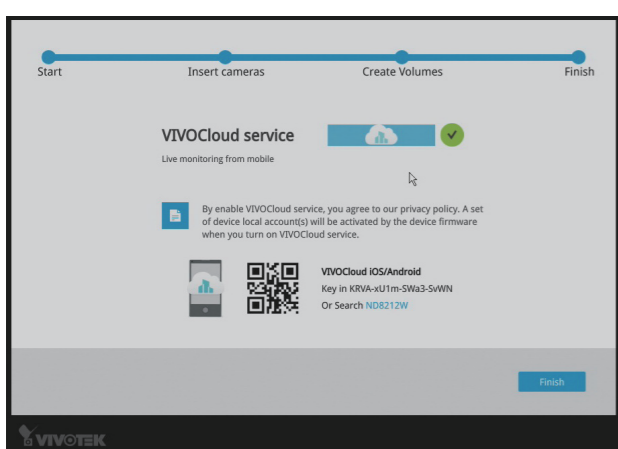 Start
Insert cameras
Create Volumes
Finish
VIVOCloud service
Live monitoring from mobile
By enable VIVOCloud service, you agree to our privacy policy. A set
of device local account(s) will be activated by the device firmware
when you turn on VIVOCloud service.
VIVOCloud iOS/Android
Key in KRVA-xU1m-SWa3-SvWN
Or Search ND8212W
Finish
VIVOTEK